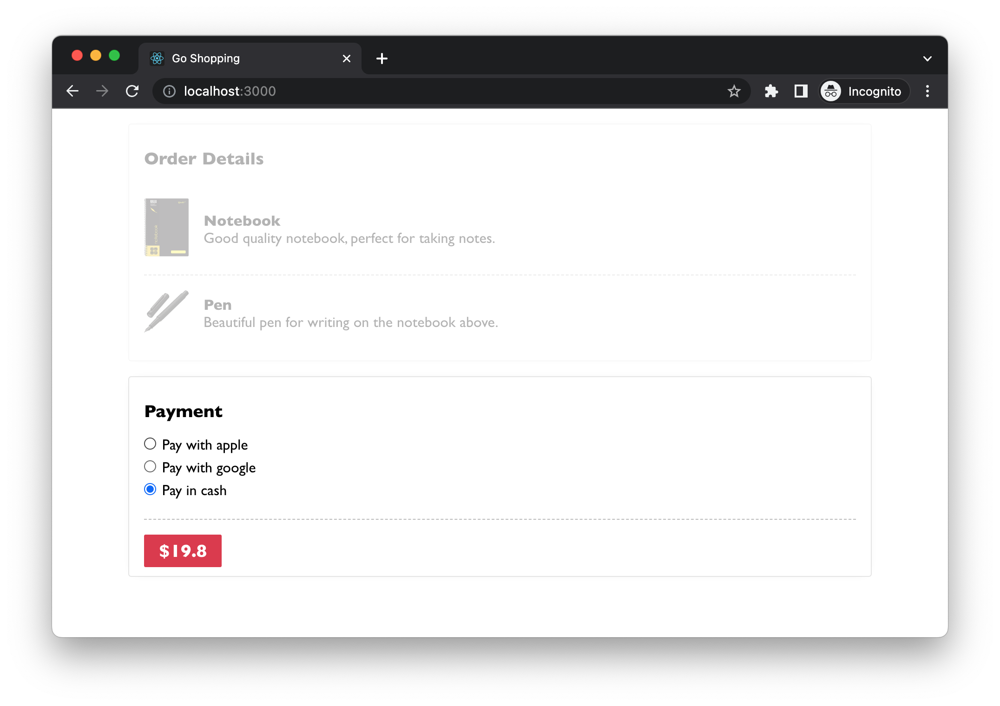 Go Shopping
localhost:3000
Incognito
Order Details
notebook
Notebook
Good quality notebook, perfect for taking notes.
Pen
Beautiful pen for writing on the notebook above.
Payment
Pay with apple
Pay with google
Pay in cash
$19.8